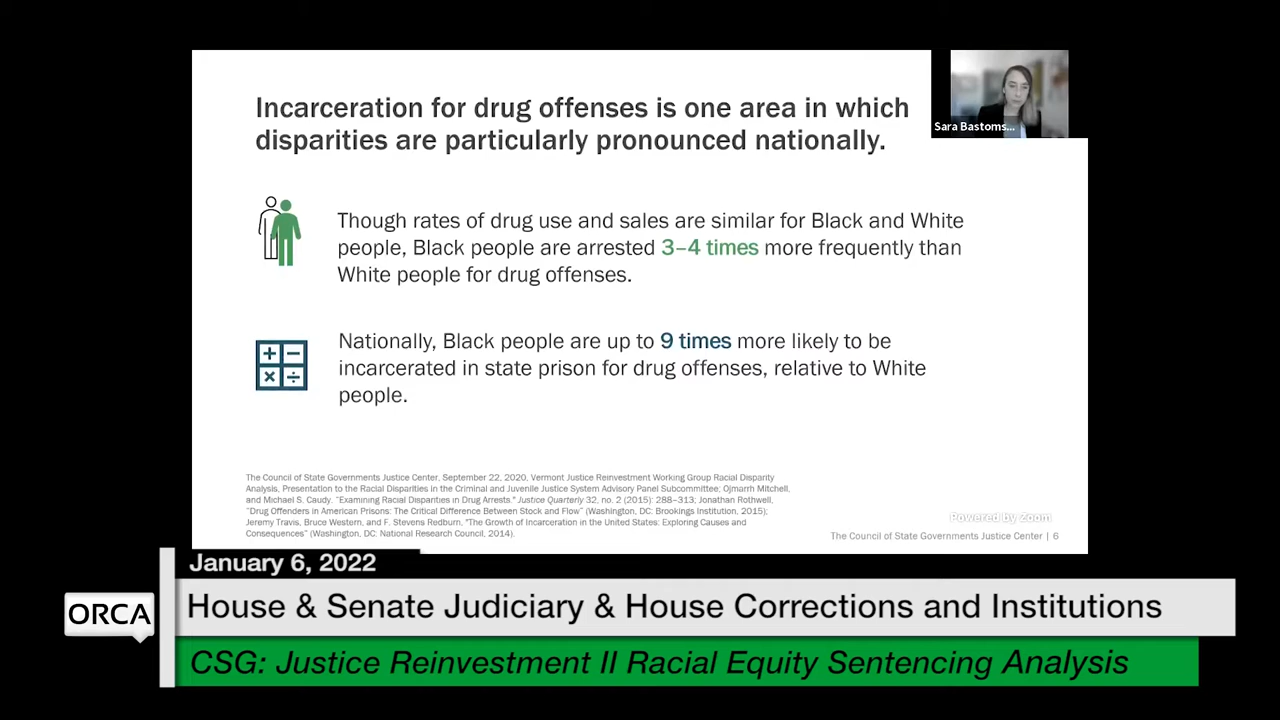 Incarceration for drug offenses is one area in which
disparities are particularly pronounced nationally.
Sara Bastoms...
Though rates of drug use and sales are similar for Black and White
people, Black people are arrested 3–4 times more frequently than
White people for drug offenses.
+ −
× ÷
Nationally, Black people are up to 9 times more likely to be
incarcerated in state prison for drug offenses, relative to White
people.
The Council of State Governments Justice Center, September 22, 2020, Vermont Justice Reinvestment Working Group Racial Disparity
Analysis, Presentation to the Racial Disparities in the Criminal and Juvenile Justice System Advisory Panel Subcommittee; Ojmarrh Mitchell,
and Michael S. Caudy. "Examining Racial Disparities in Drug Arrests." Justice Quarterly 32, no. 2 (2015): 288–313; Jonathan Rothwell,
"Drug Offenders in American Prisons: The Critical Difference Between Stock and Flow" (Washington, DC: Brookings Institution, 2015);
Jeremy Travis, Bruce Western, and F. Stevens Redburn, "The Growth of Incarceration in the United States: Exploring Causes and
Consequences" (Washington, DC: National Research Council, 2014).
Powered by Zoom
The Council of State Governments Justice Center | 6
January 6, 2022
ORCA
House & Senate Judiciary & House Corrections and Institutions
CSG: Justice Reinvestment II Racial Equity Sentencing Analysis